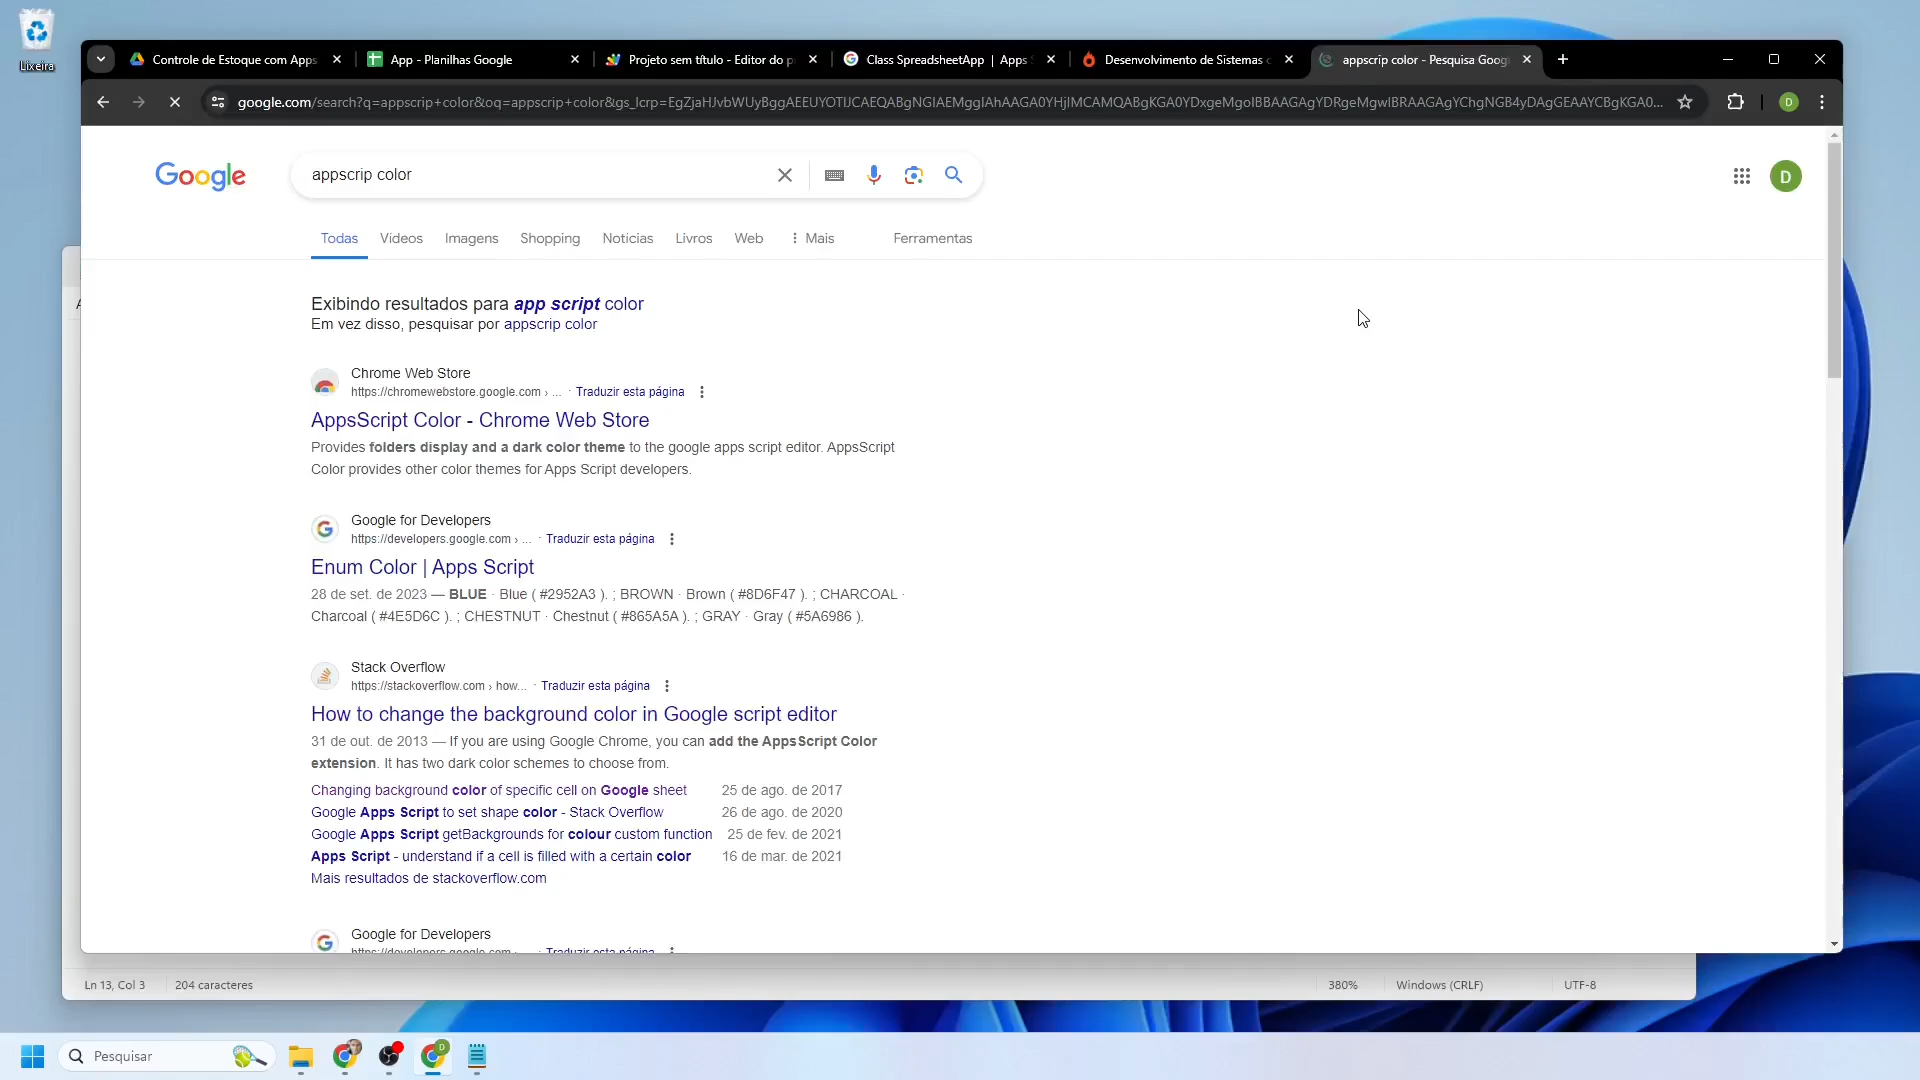 Lixeira
Controle de Estoque com Apps
App - Planilhas Google
Projeto sem título - Editor do p
Class SpreadsheetApp | Apps S
Desenvolvimento de Sistemas c
appscrip color - Pesquisa Goog
google.com/search?q=appscrip+color&oq=appscrip+color&gs_lcrp=
D
Google
appscrip color
D
Todas
Vídeos
Imagens
Shopping
Notícias
Livros
Web
Mais
Ferramentas
Exibindo resultados para app script color
Em vez disso, pesquisar por appscrip color
Chrome Web Store
https://chromewebstore.google.com › ... · Traduzir esta página
AppsScript Color - Chrome Web Store
Provides folders display and a dark color theme to the google apps script editor. AppsScript
Color provides other color themes for Apps Script developers.
Google for Developers
https://developers.google.com › ... · Traduzir esta página
Enum Color | Apps Script
28 de set. de 2023 — BLUE · Blue ( #2952A3 ). ; BROWN · Brown ( #8D6F47 ). ; CHARCOAL ·
Charcoal ( #4E5D6C ). ; CHESTNUT · Chestnut ( #865A5A ). ; GRAY · Gray ( #5A6986 ).
Stack Overflow
https://stackoverflow.com › how... · Traduzir esta página
How to change the background color in Google script editor
31 de out. de 2013 — If you are using Google Chrome, you can add the AppsScript Color
extension. It has two dark color schemes to choose from.
Changing background color of specific cell on Google sheet 25 de ago. de 2017
Google Apps Script to set shape color - Stack Overflow 26 de ago. de 2020
Google Apps Script getBackgrounds for colour custom function 25 de fev. de 2021
Apps Script - understand if a cell is filled with a certain color 16 de mar. de 2021
Mais resultados de stackoverflow.com
Google for Developers
https://developers.google.com › ... · Traduzir esta página
Ln 13, Col 3
204 caracteres
380%
Windows (CRLF)
UTF-8
Pesquisar
D